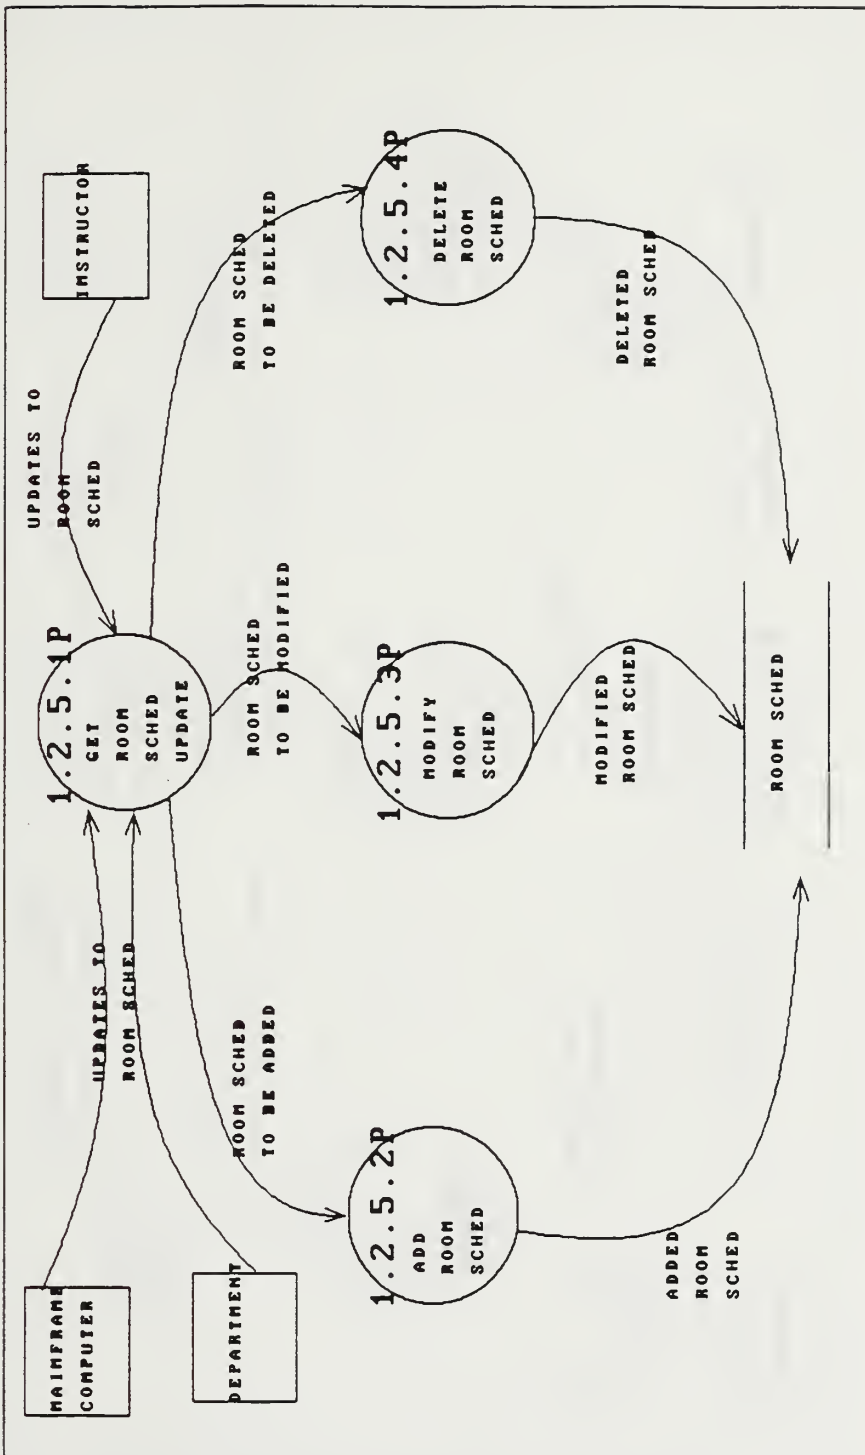 MAINFRAME
COMPUTER
DEPARTMENT
UPDATES TO
ROOM SCHED
1.2.5.1P
GET
ROOM
SCHED
UPDATE
UPDATES TO
ROOM
SCHED
INSTRUCTOR
ROOM SCHED
TO BE ADDED
ROOM SCHED
TO BE MODIFIED
ROOM SCHED
TO BE DELETED
1.2.5.2P
ADD
ROOM
SCHED
1.2.5.3P
MODIFY
ROOM
SCHED
1.2.5.4P
DELETE
ROOM
SCHED
ADDED
ROOM
SCHED
MODIFIED
ROOM SCHED
DELETED
ROOM SCHED
ROOM SCHED